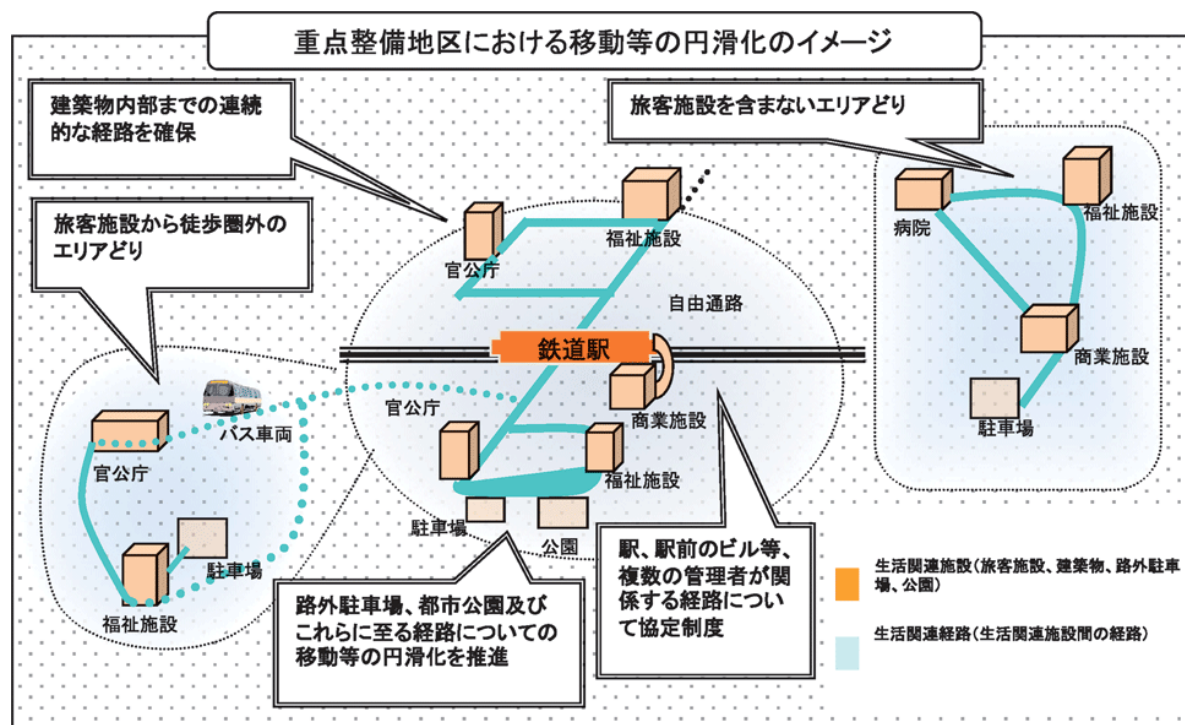 重点整備地区における移動等の円滑化のイメージ
建築物内部までの連続
的な経路を確保
旅客施設を含まないエリアどり
旅客施設から徒歩圏外の
エリアどり
官公庁
福祉施設
自由通路
鉄道駅
商業施設
官公庁
福祉施設
駐車場
公園
バス車両
官公庁
駐車場
福祉施設
病院
福祉施設
商業施設
駐車場
路外駐車場、都市公園及び
これらに至る経路についての
移動等の円滑化を推進
駅、駅前のビル等、
複数の管理者が関
係する経路につい
て協定制度
生活関連施設(旅客施設、建築物、路外駐車
場、公園)
生活関連経路(生活関連施設間の経路)